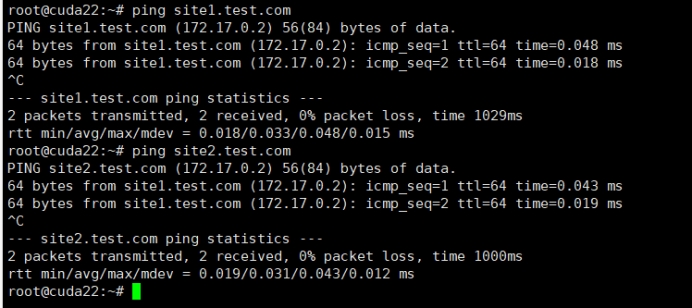 root@cuda22:~# ping site1.test.com
PING site1.test.com (172.17.0.2) 56(84) bytes of data.
64 bytes from site1.test.com (172.17.0.2): icmp_seq=1 ttl=64 time=0.048 ms
64 bytes from site1.test.com (172.17.0.2): icmp_seq=2 ttl=64 time=0.018 ms
^C
--- site1.test.com ping statistics ---
2 packets transmitted, 2 received, 0% packet loss, time 1029ms
rtt min/avg/max/mdev = 0.018/0.033/0.048/0.015 ms
root@cuda22:~# ping site2.test.com
PING site2.test.com (172.17.0.2) 56(84) bytes of data.
64 bytes from site1.test.com (172.17.0.2): icmp_seq=1 ttl=64 time=0.043 ms
64 bytes from site1.test.com (172.17.0.2): icmp_seq=2 ttl=64 time=0.019 ms
^C
--- site2.test.com ping statistics ---
2 packets transmitted, 2 received, 0% packet loss, time 1000ms
rtt min/avg/max/mdev = 0.019/0.031/0.043/0.012 ms
root@cuda22:~#